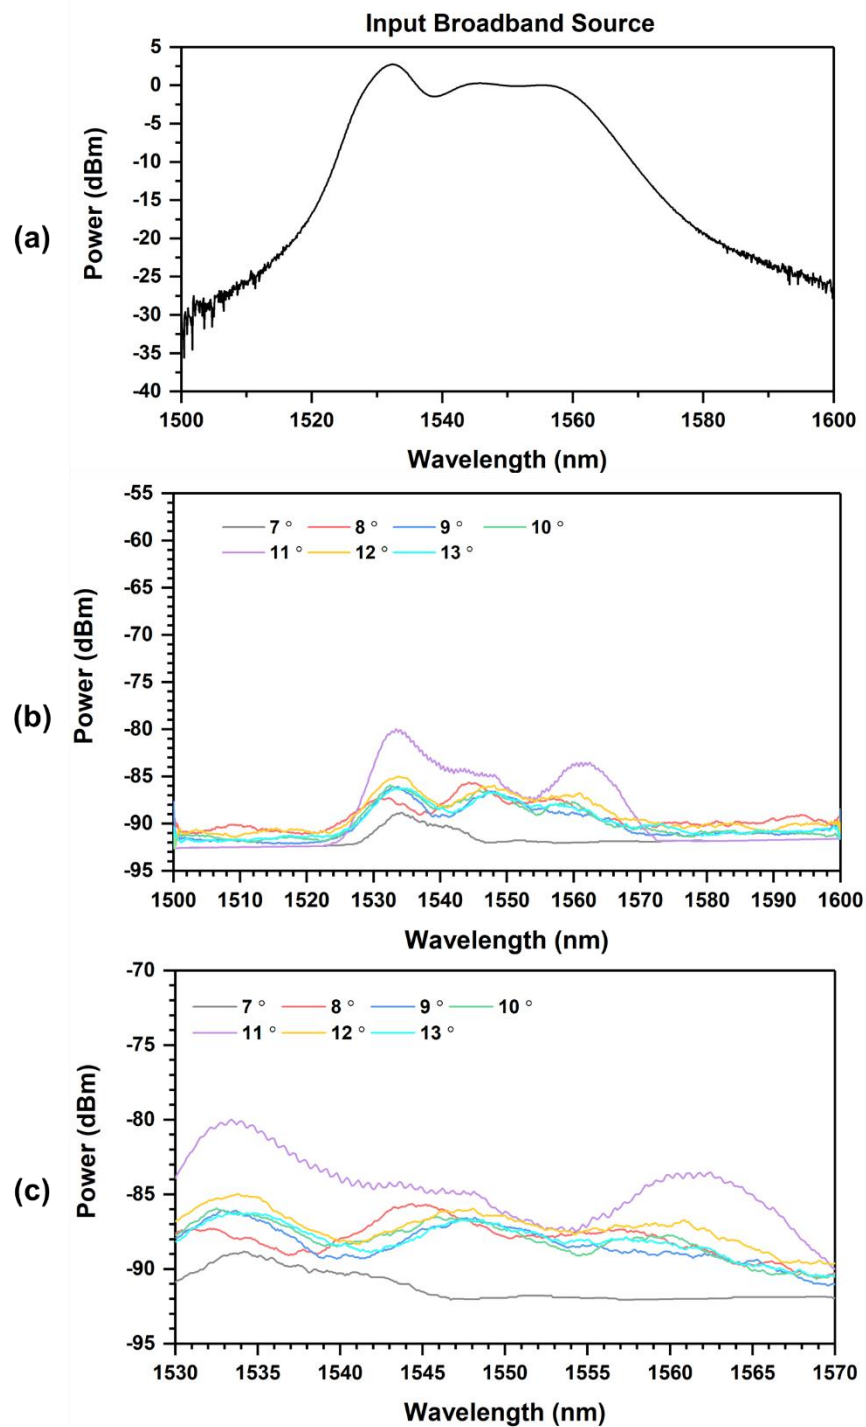 Input Broadband Source
(a)
Power (dBm)
5
0
-5
-10
-15
-20
-25
-30
-35
-40
1500 1520 1540 1560 1580 1600
Wavelength (nm)
(b)
Power (dBm)
-55
-60
-65
-70
-75
-80
-85
-90
-95
7 ° 8 ° 9 ° 10 °
11 ° 12 ° 13 °
1500 1510 1520 1530 1540 1550 1560 1570 1580 1590 1600
Wavelength (nm)
(c)
Power (dBm)
-70
-75
-80
-85
-90
-95
7 ° 8 ° 9 ° 10 °
11 ° 12 ° 13 °
1530 1535 1540 1545 1550 1555 1560 1565 1570
Wavelength (nm)